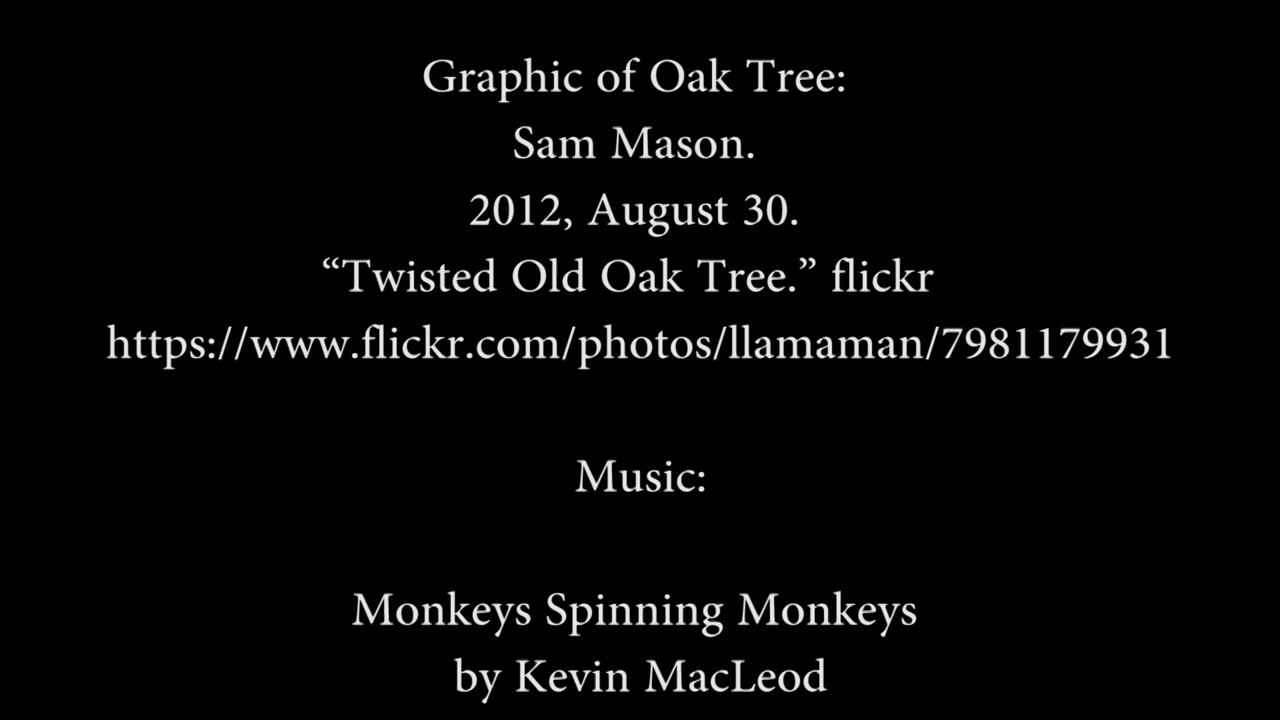 Graphic of Oak Tree:
Sam Mason.
2012, August 30.
“Twisted Old Oak Tree.” flickr
https://www.flickr.com/photos/llamaman/7981179931
Music:
Monkeys Spinning Monkeys
by Kevin MacLeod